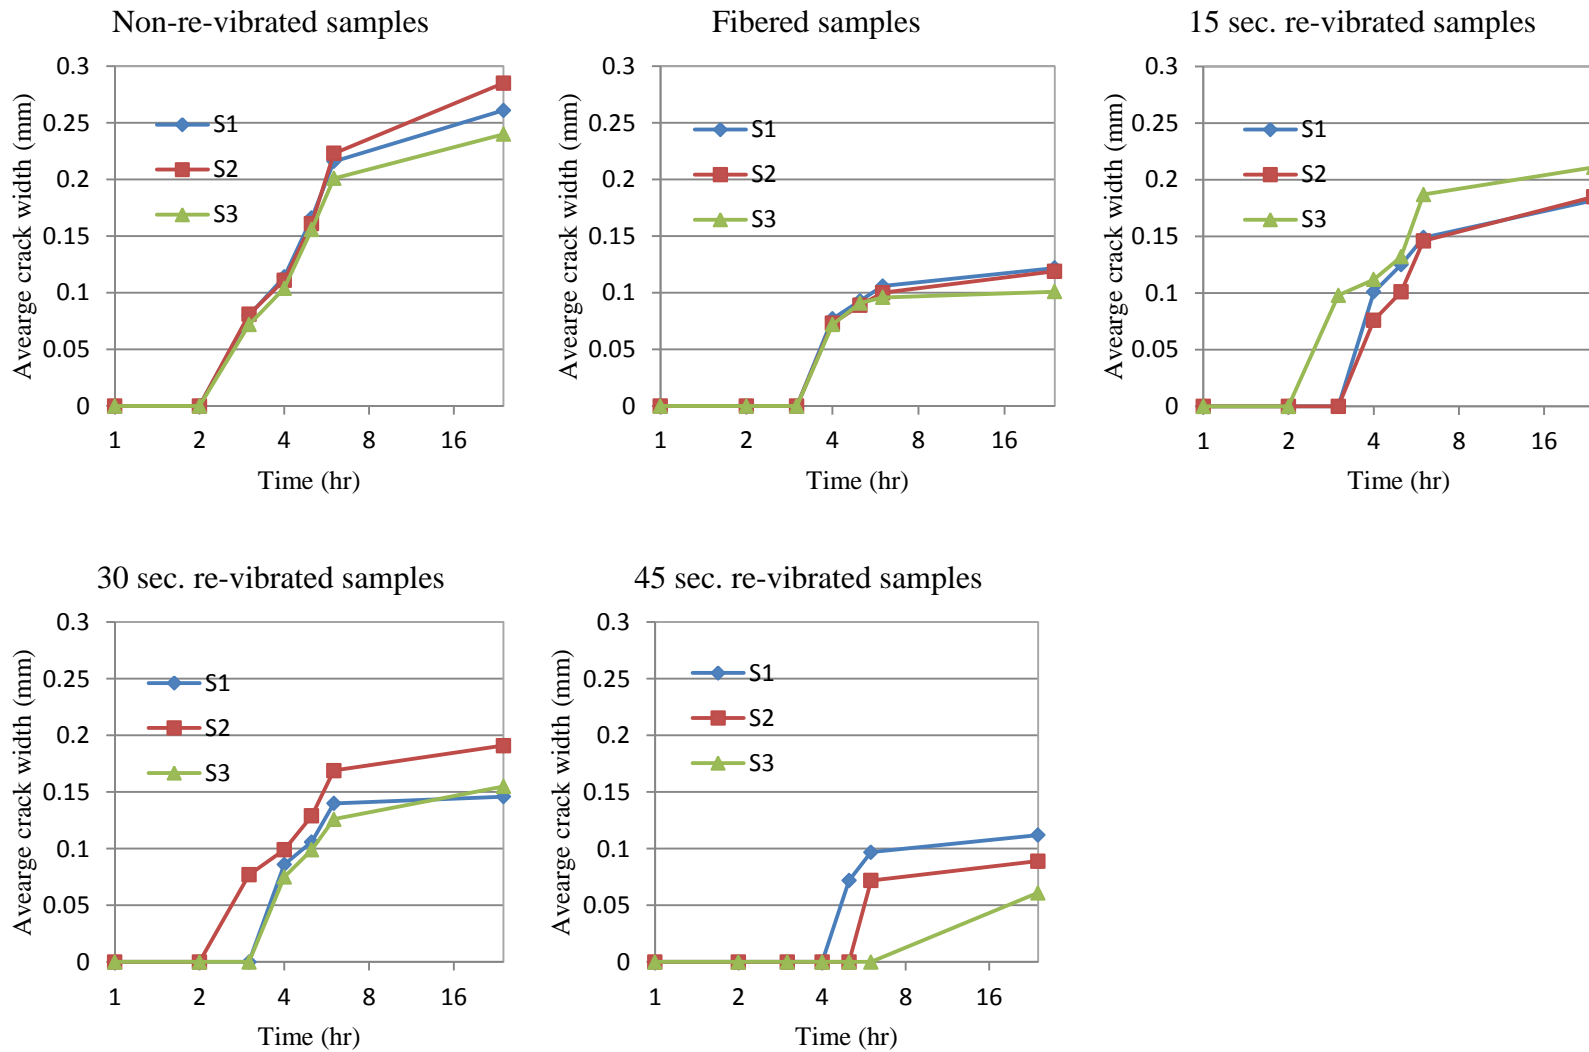 Non-re-vibrated samples
0.3
0.25
0.2
0.15
0.1
0.05
0
Avearge crack width (mm)
S1
S2
S3
1 2 4 8 16
Time (hr)
Fibered samples
0.3
0.25
0.2
0.15
0.1
0.05
0
Avearge crack width (mm)
S1
S2
S3
1 2 4 8 16
Time (hr)
15 sec. re-vibrated samples
0.3
0.25
0.2
0.15
0.1
0.05
0
Avearge crack width (mm)
S1
S2
S3
1 2 4 8 16
Time (hr)
30 sec. re-vibrated samples
0.3
0.25
0.2
0.15
0.1
0.05
0
Avearge crack width (mm)
S1
S2
S3
1 2 4 8 16
Time (hr)
45 sec. re-vibrated samples
0.3
0.25
0.2
0.15
0.1
0.05
0
Avearge crack width (mm)
S1
S2
S3
1 2 4 8 16
Time (hr)